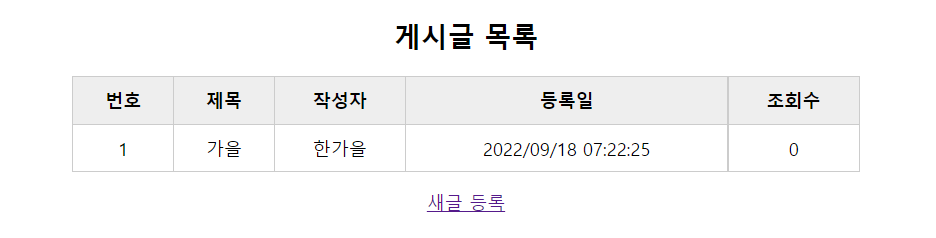 게시글 목록
번호 제목 작성자 등록일 조회수
1 가을 한가을 2022/09/18 07:22:25 0
새글 등록